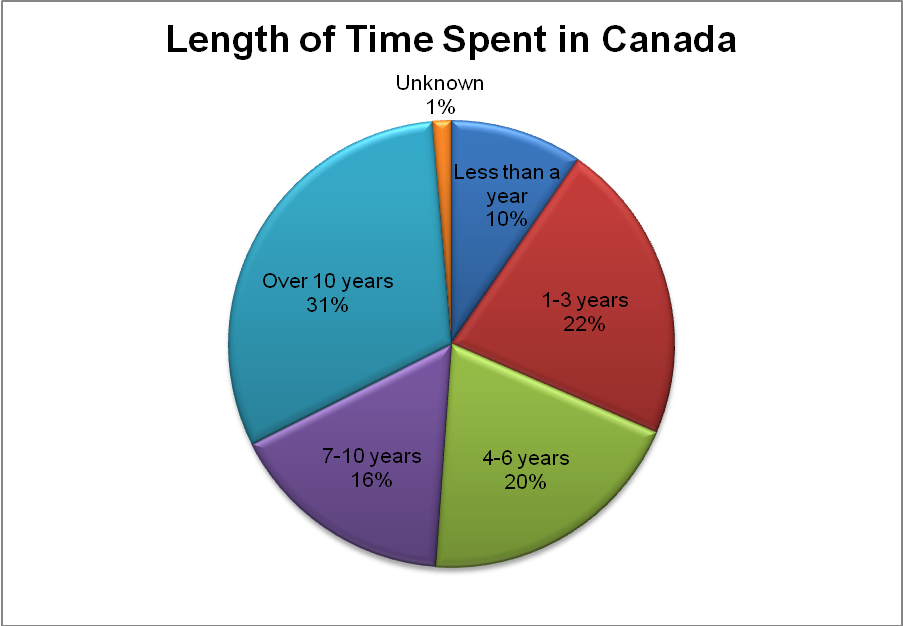 Length of Time Spent in Canada
Unknown
1%
Less than a
year
10%
1-3 years
22%
4-6 years
20%
7-10 years
16%
Over 10 years
31%